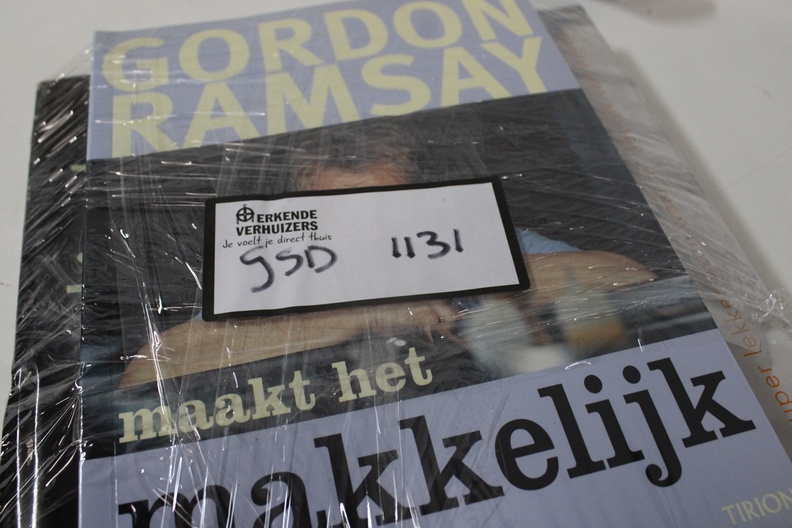 GORDON
RAMSAY
ERKENDE
VERHUIZERS
Je voelt je direct thuis
GSD 1131
maakt het
makkelijk
TIRION